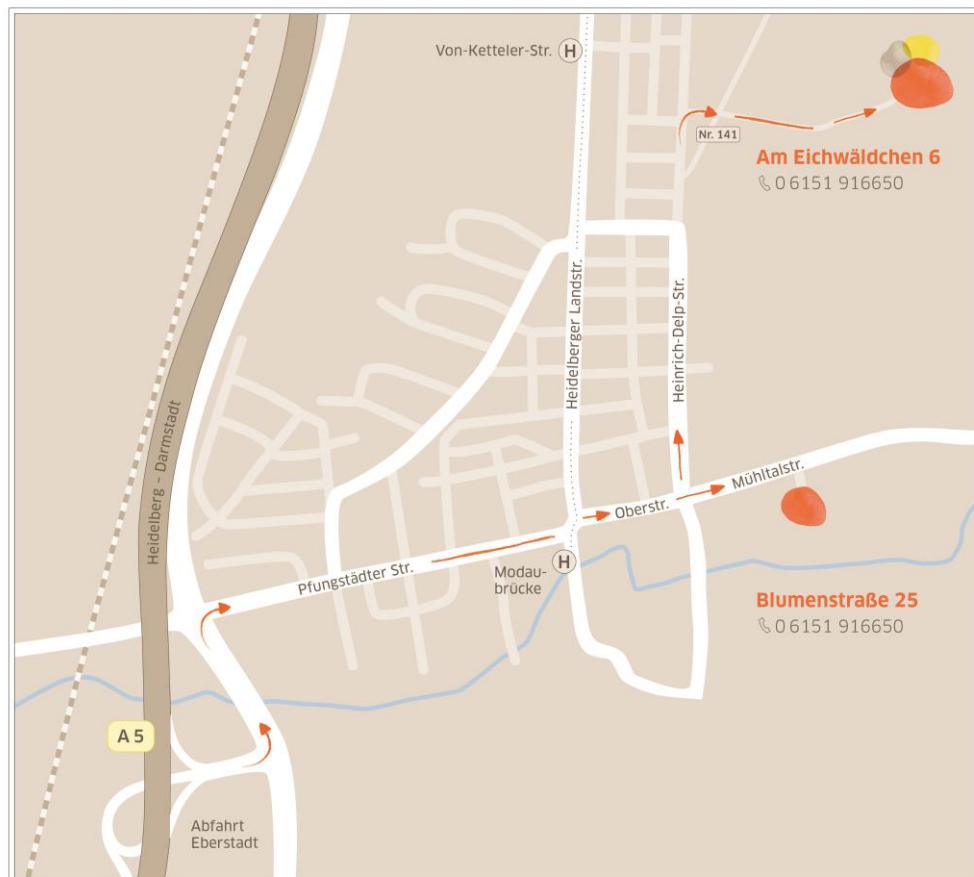 Von-Ketteler-Str. H
Nr. 141
Am Eichwäldchen 6
06151 916650
Heidelberger Landstr.
Heinrich-Delp-Str.
Heidelberg - Darmstadt
Mühltalstr.
Oberstr.
Pfungstädter Str.
H
Modau-
brücke
Blumenstraße 25
06151 916650
A 5
Abfahrt
Eberstadt